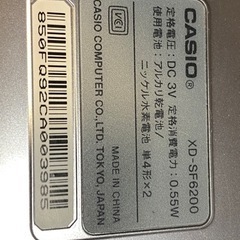 CASIO® XD-SF6200
定格電圧：DC 3V 定格消費電力：0.55W
使用電池：アルカリ乾電池/
ニッケル水素電池 単4形×2
VCCI
MADE IN CHINA
CASIO COMPUTER CO.,LTD.
TOKYO, JAPAN
850FQ92CA003985